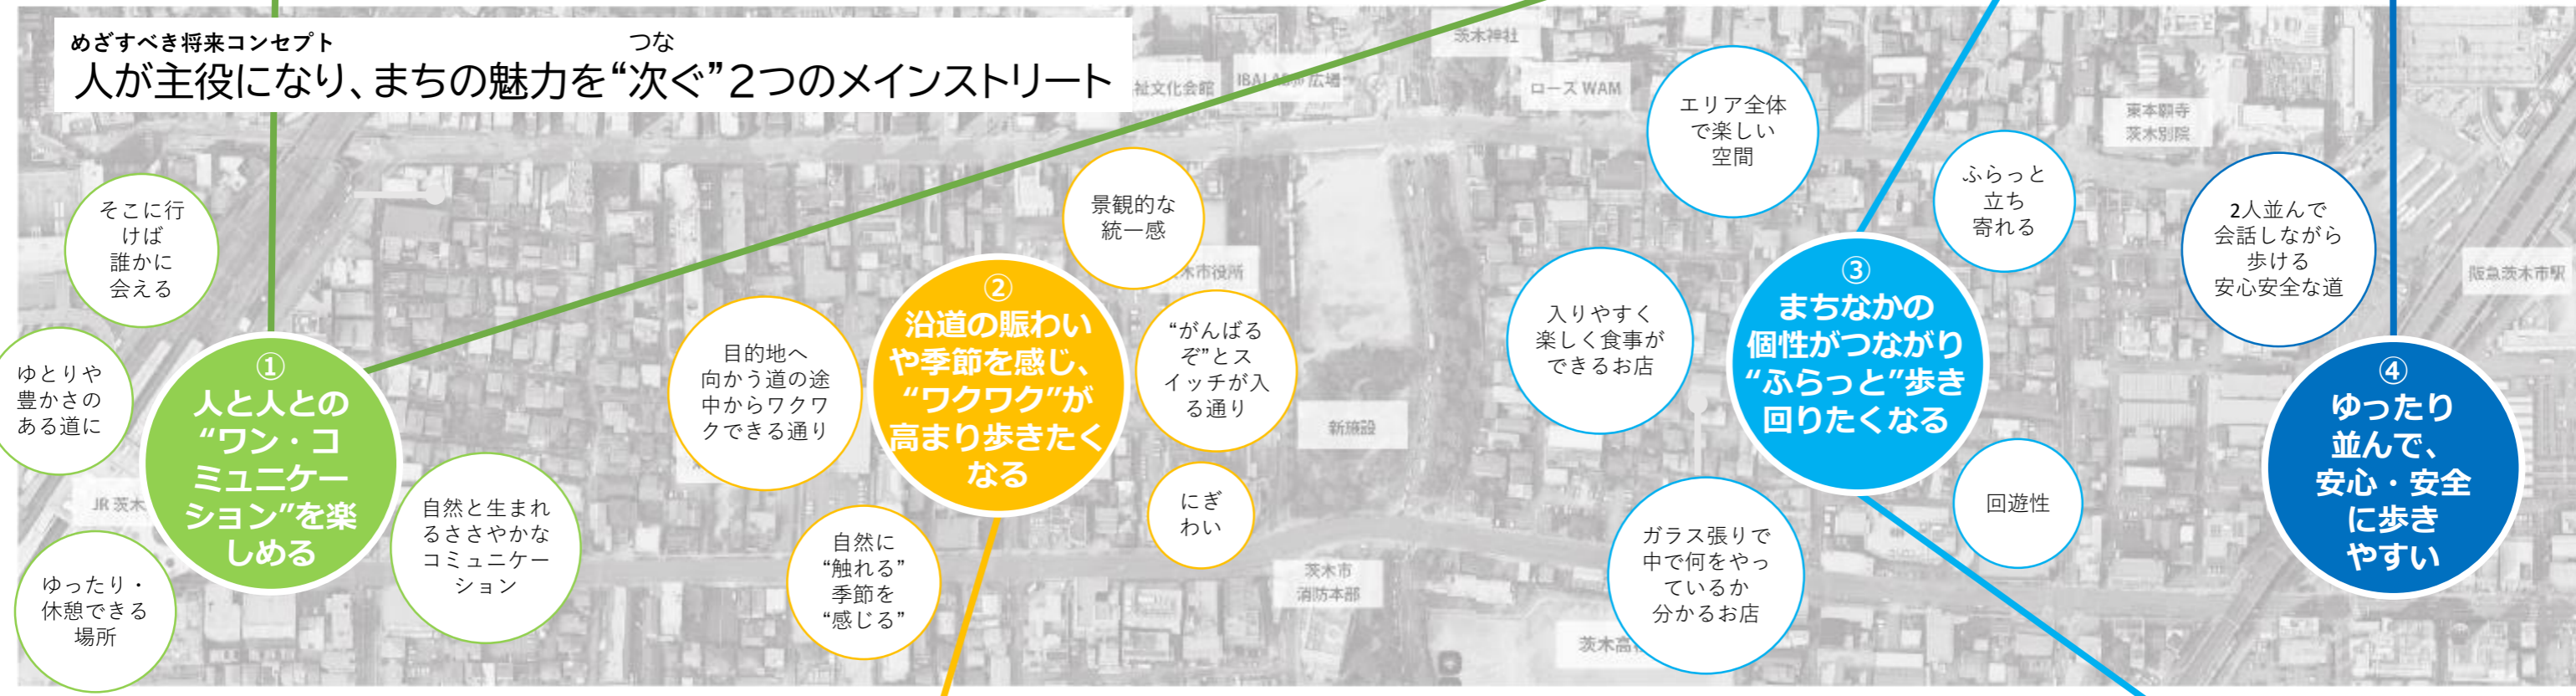 めざすべき将来コンセプト
つな
人が主役になり、まちの魅力を“次ぐ”2つのメインストリート
祉文化会館
広場
茨木神社
ローズ WAM
東本願寺
茨木別院
阪急茨木市駅
木市役所
新施設
茨木市
消防本部
茨木高
JR 茨木
そこに行
けば
誰かに
会える
ゆとりや
豊かさの
ある道に
①
人と人との
“ワン・コ
ミュニケー
ション”を楽
しめる
自然と生まれ
るささやかな
コミュニケー
ション
ゆったり・
休憩できる
場所
景観的な
統一感
目的地へ
向かう道の途
中からワクワ
クできる通り
②
沿道の賑わい
や季節を感じ、
“ワクワク”が
高まり歩きたく
なる
“がんばる
ぞ”とス
イッチが入
る通り
にぎ
わい
自然に
“触れる”
季節を
“感じる”
エリア全体
で楽しい
空間
ふらっと
立ち
寄れる
入りやすく
楽しく食事が
できるお店
③
まちなかの
個性がつながり
“ふらっと”歩き
回りたくなる
回遊性
ガラス張りで
中で何をやっ
ているか
分かるお店
2人並んで
会話しながら
歩ける
安心安全な道
④
ゆったり
並んで、
安心・安全
に歩き
やすい